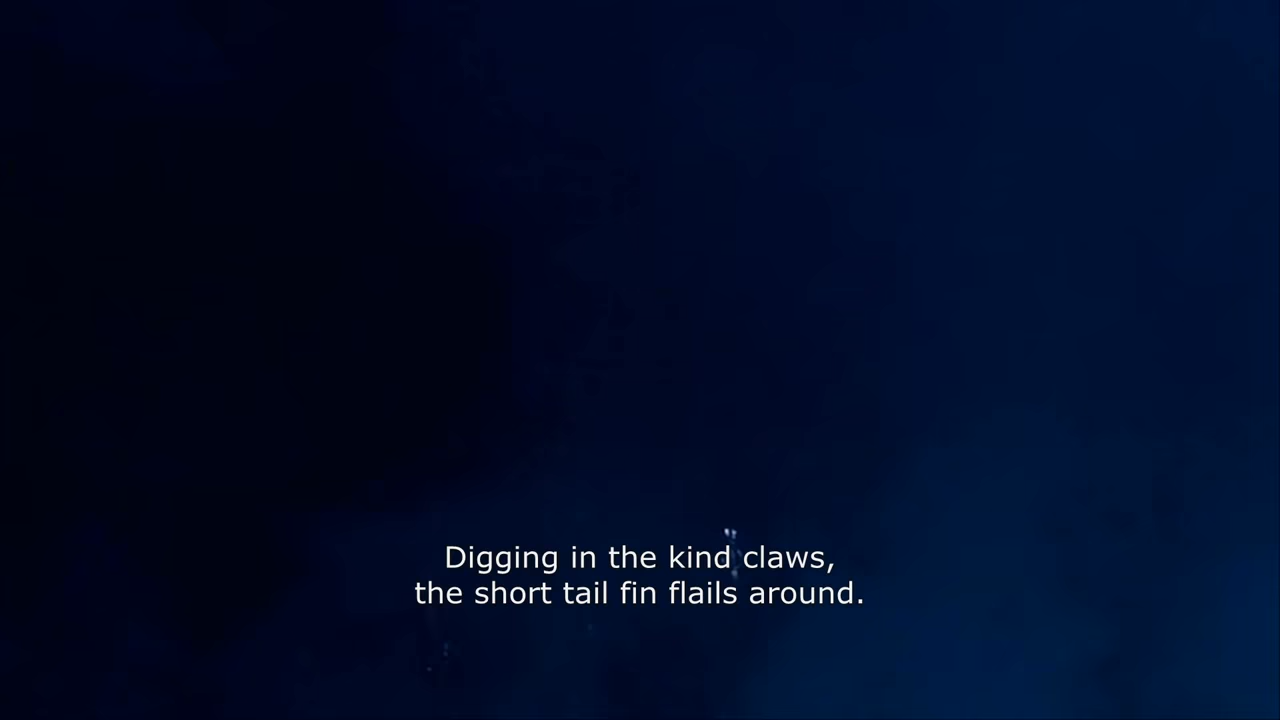 Digging in the kind claws,
the short tail fin flails around.